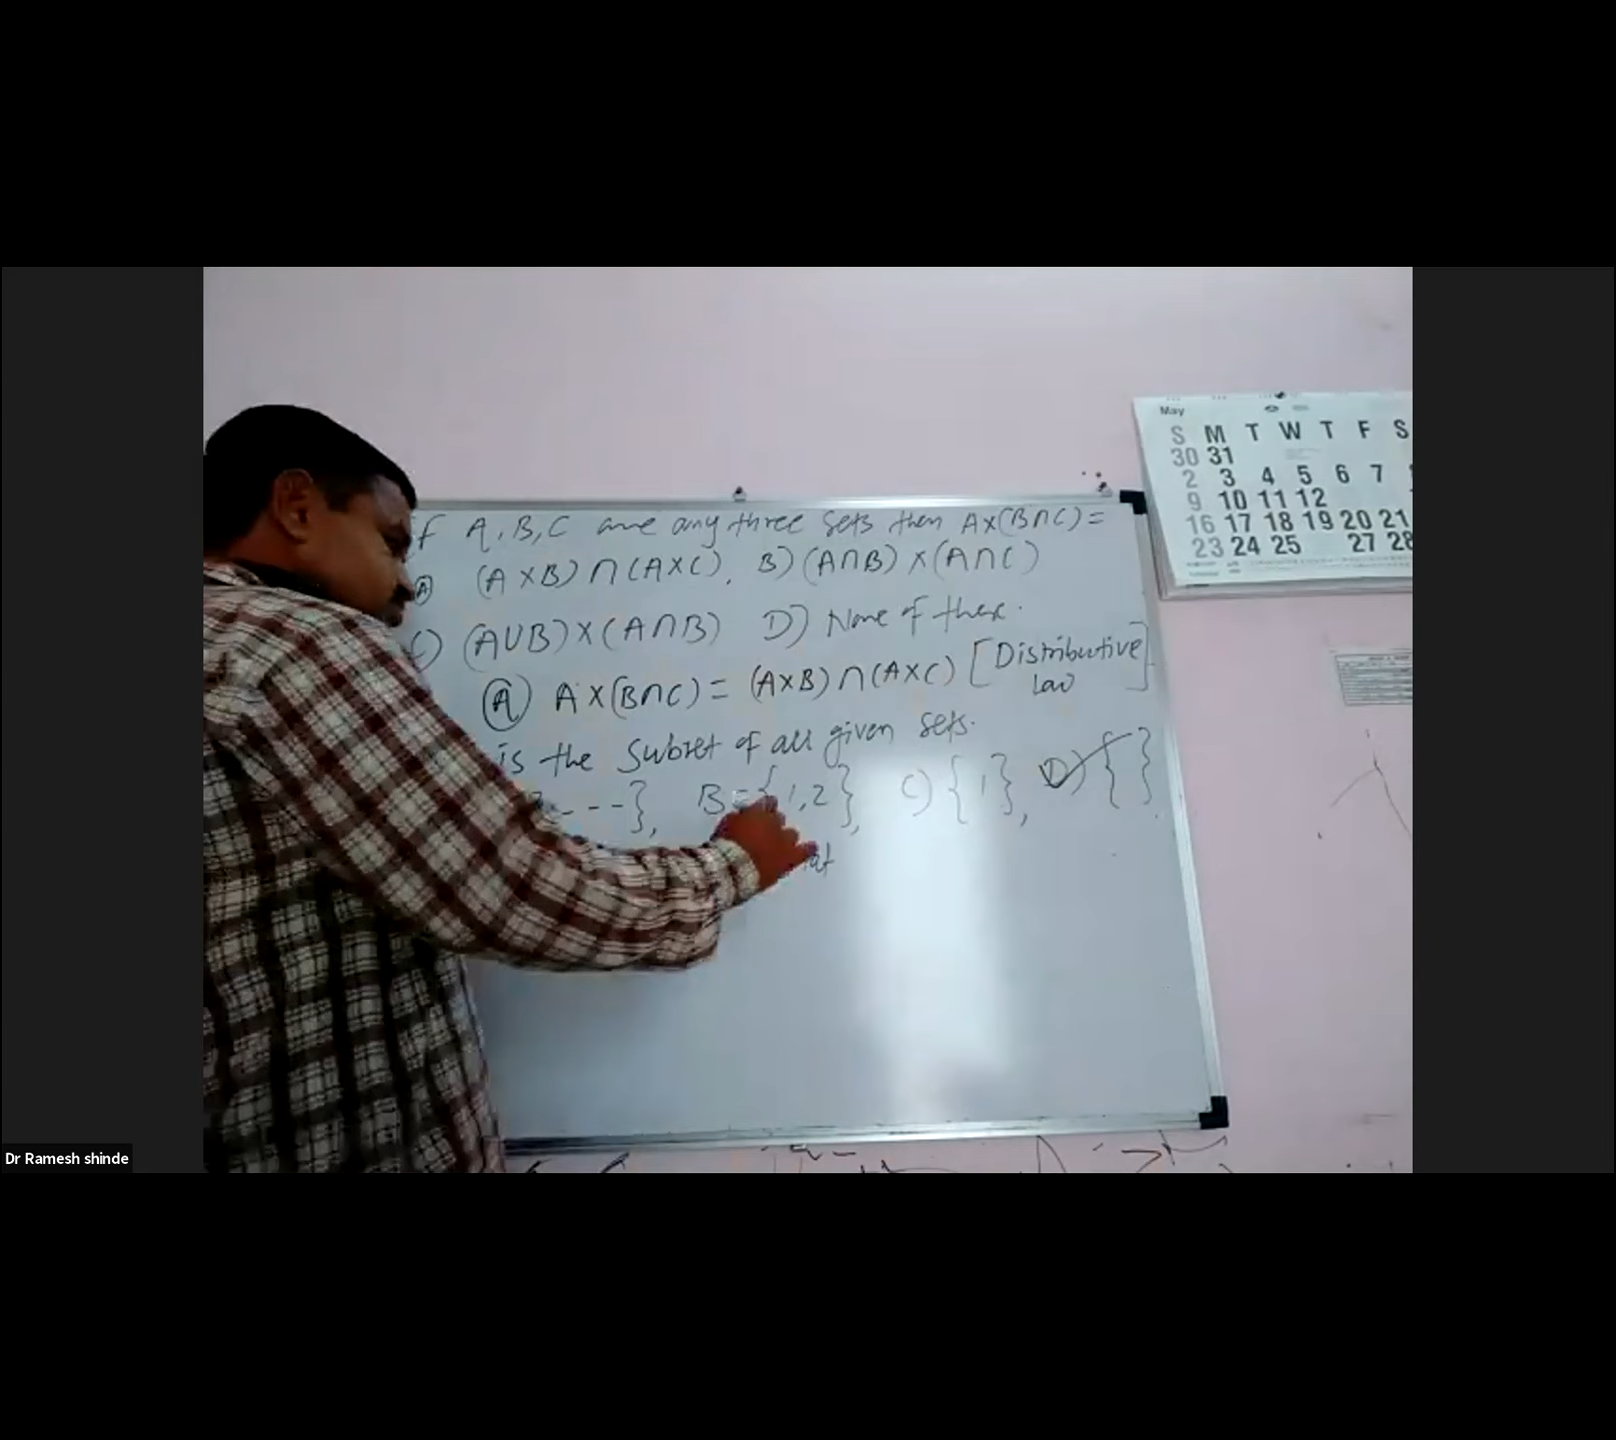 If A, B, C are any three sets then A×(B∩C)=
(A) (A×B)∩(A×C), B) (A∩B)×(A∩C)
C) (A∪B)×(A∩B) D) None of these.
(A) A×(B∩C) = (A×B)∩(A×C) [Distributive
Law]
is the subset of all given sets.
---}, B={1,2}, C){1}, D){ }.
May
S M T W T F S
30 31
2 3 4 5 6 7
9 10 11 12
16 17 18 19 20 21
23 24 25 27 28
Dr Ramesh shinde